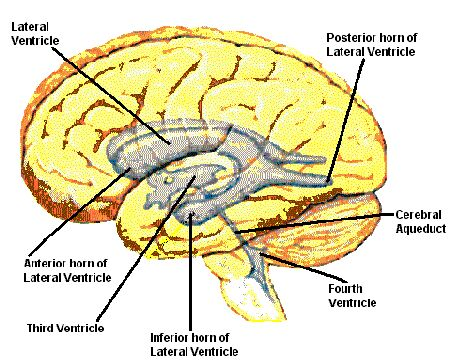 Lateral
Ventricle
Posterior horn of
Lateral Ventricle
Cerebral
Aqueduct
Anterior horn of
Lateral Ventricle
Fourth
Ventricle
Third Ventricle
Inferior horn of
Lateral Ventricle